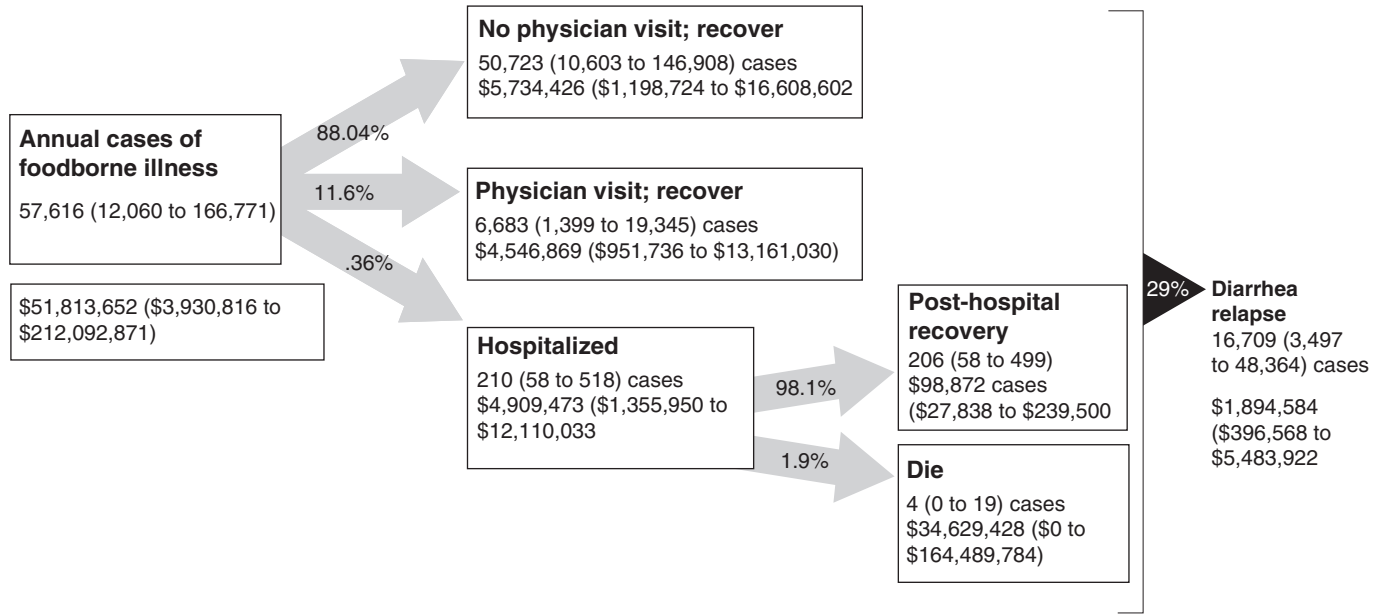 No physician visit; recover
50,723 (10,603 to 146,908) cases
$5,734,426 ($1,198,724 to $16,608,602
88.04%
Annual cases of
foodborne illness
57,616 (12,060 to 166,771)
11.6%
Physician visit; recover
6,683 (1,399 to 19,345) cases
$4,546,869 ($951,736 to $13,161,030)
.36%
$51,813,652 ($3,930,816 to
$212,092,871)
Hospitalized
210 (58 to 518) cases
$4,909,473 ($1,355,950 to
$12,110,033
98.1%
Post-hospital
recovery
206 (58 to 499)
$98,872 cases
($27,838 to $239,500
1.9%
Die
4 (0 to 19) cases
$34,629,428 ($0 to
$164,489,784)
29%
Diarrhea
relapse
16,709 (3,497
to 48,364) cases
$1,894,584
($396,568 to
$5,483,922